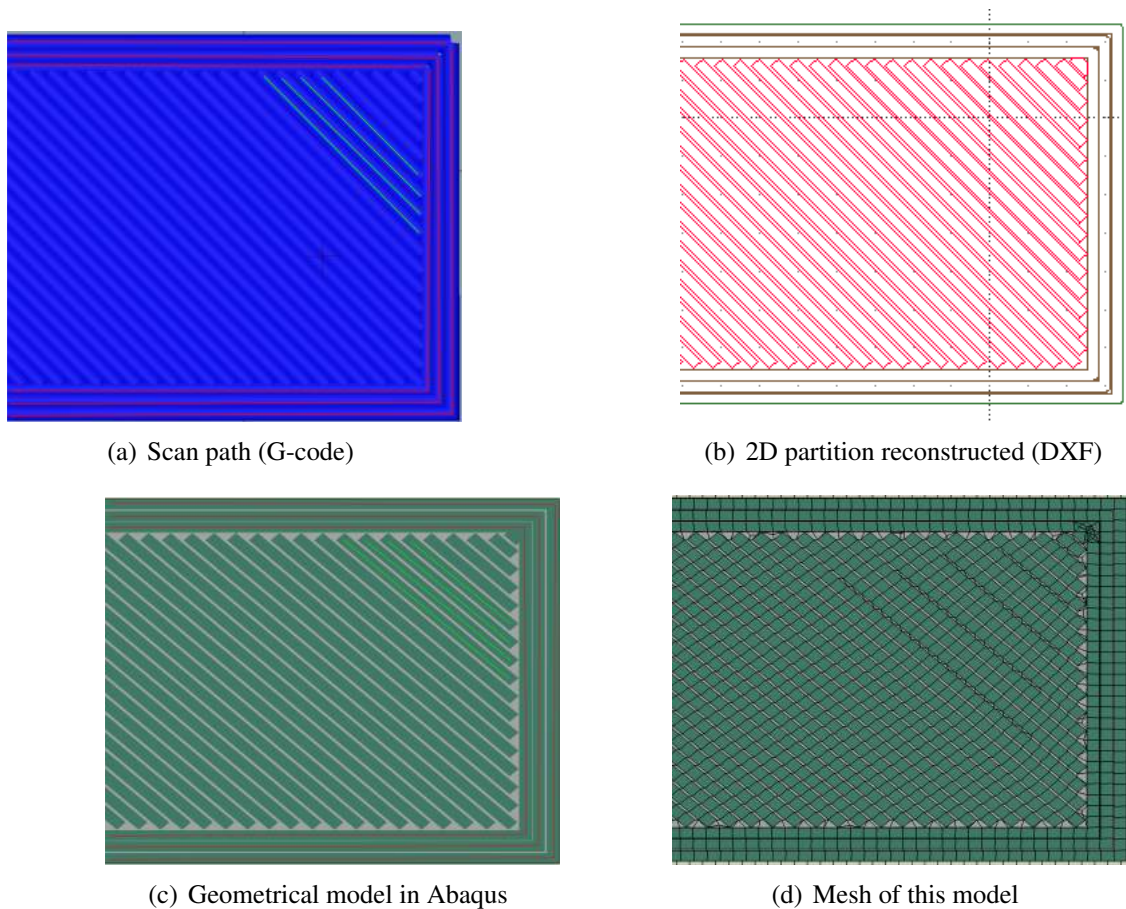 (a) Scan path (G-code)
(b) 2D partition reconstructed (DXF)
(c) Geometrical model in Abaqus
(d) Mesh of this model